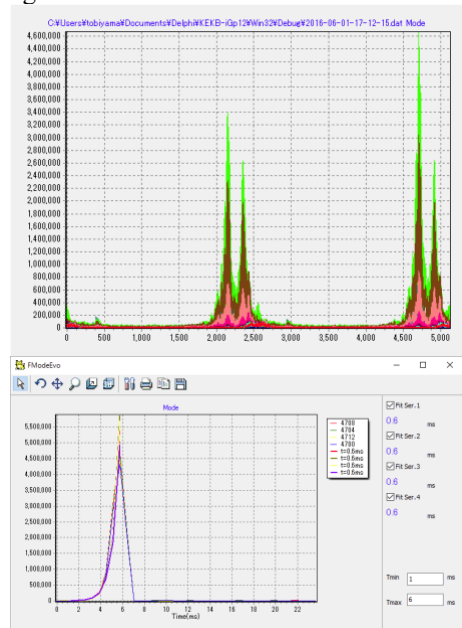 C:¥Users¥tobiyama¥Documents¥Delphi¥KEKB-iGp12¥Win32¥Debug¥2016-06-01-17-12-15.dat Mode
4,600,000
4,400,000
4,200,000
4,000,000
3,800,000
3,600,000
3,400,000
3,200,000
3,000,000
2,800,000
2,600,000
2,400,000
2,200,000
2,000,000
1,800,000
1,600,000
1,400,000
1,200,000
1,000,000
800,000
600,000
400,000
200,000
0
0 500 1,000 1,500 2,000 2,500 3,000 3,500 4,000 4,500 5,000
FModeEvo
Mode
5,500,000
5,000,000
4,500,000
4,000,000
3,500,000
3,000,000
2,500,000
2,000,000
1,500,000
1,000,000
500,000
0
0 2 4 6 8 10 12 14 16 18 20 22
Time(ms)
4704
4712
t=0.6ms
t=0.6ms
t=0.6ms
t=0.6ms
Fit Ser.1
0.6 ms
Fit Ser.2
0.6 ms
Fit Ser.3
0.6 ms
Fit Ser.4
0.6 ms
Tmin 1 ms
Tmax 6 ms